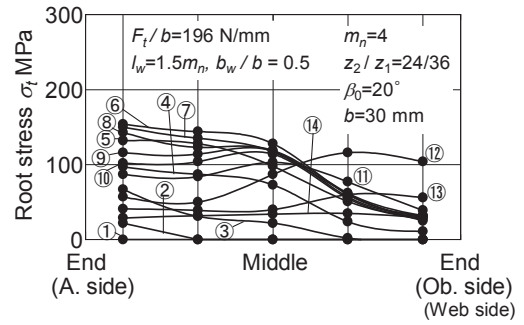 300
200
100
0
Root stress σt MPa
Ft / b=196 N/mm
lw=1.5mn, bw / b = 0.5
mn=4
z2 / z1=24/36
β0=20°
b=30 mm
⑥
④
⑦
⑧
⑤
⑨
⑩
②
①
③
⑭
⑪
⑫
⑬
End
(A. side)
Middle
End
(Ob. side)
(Web side)